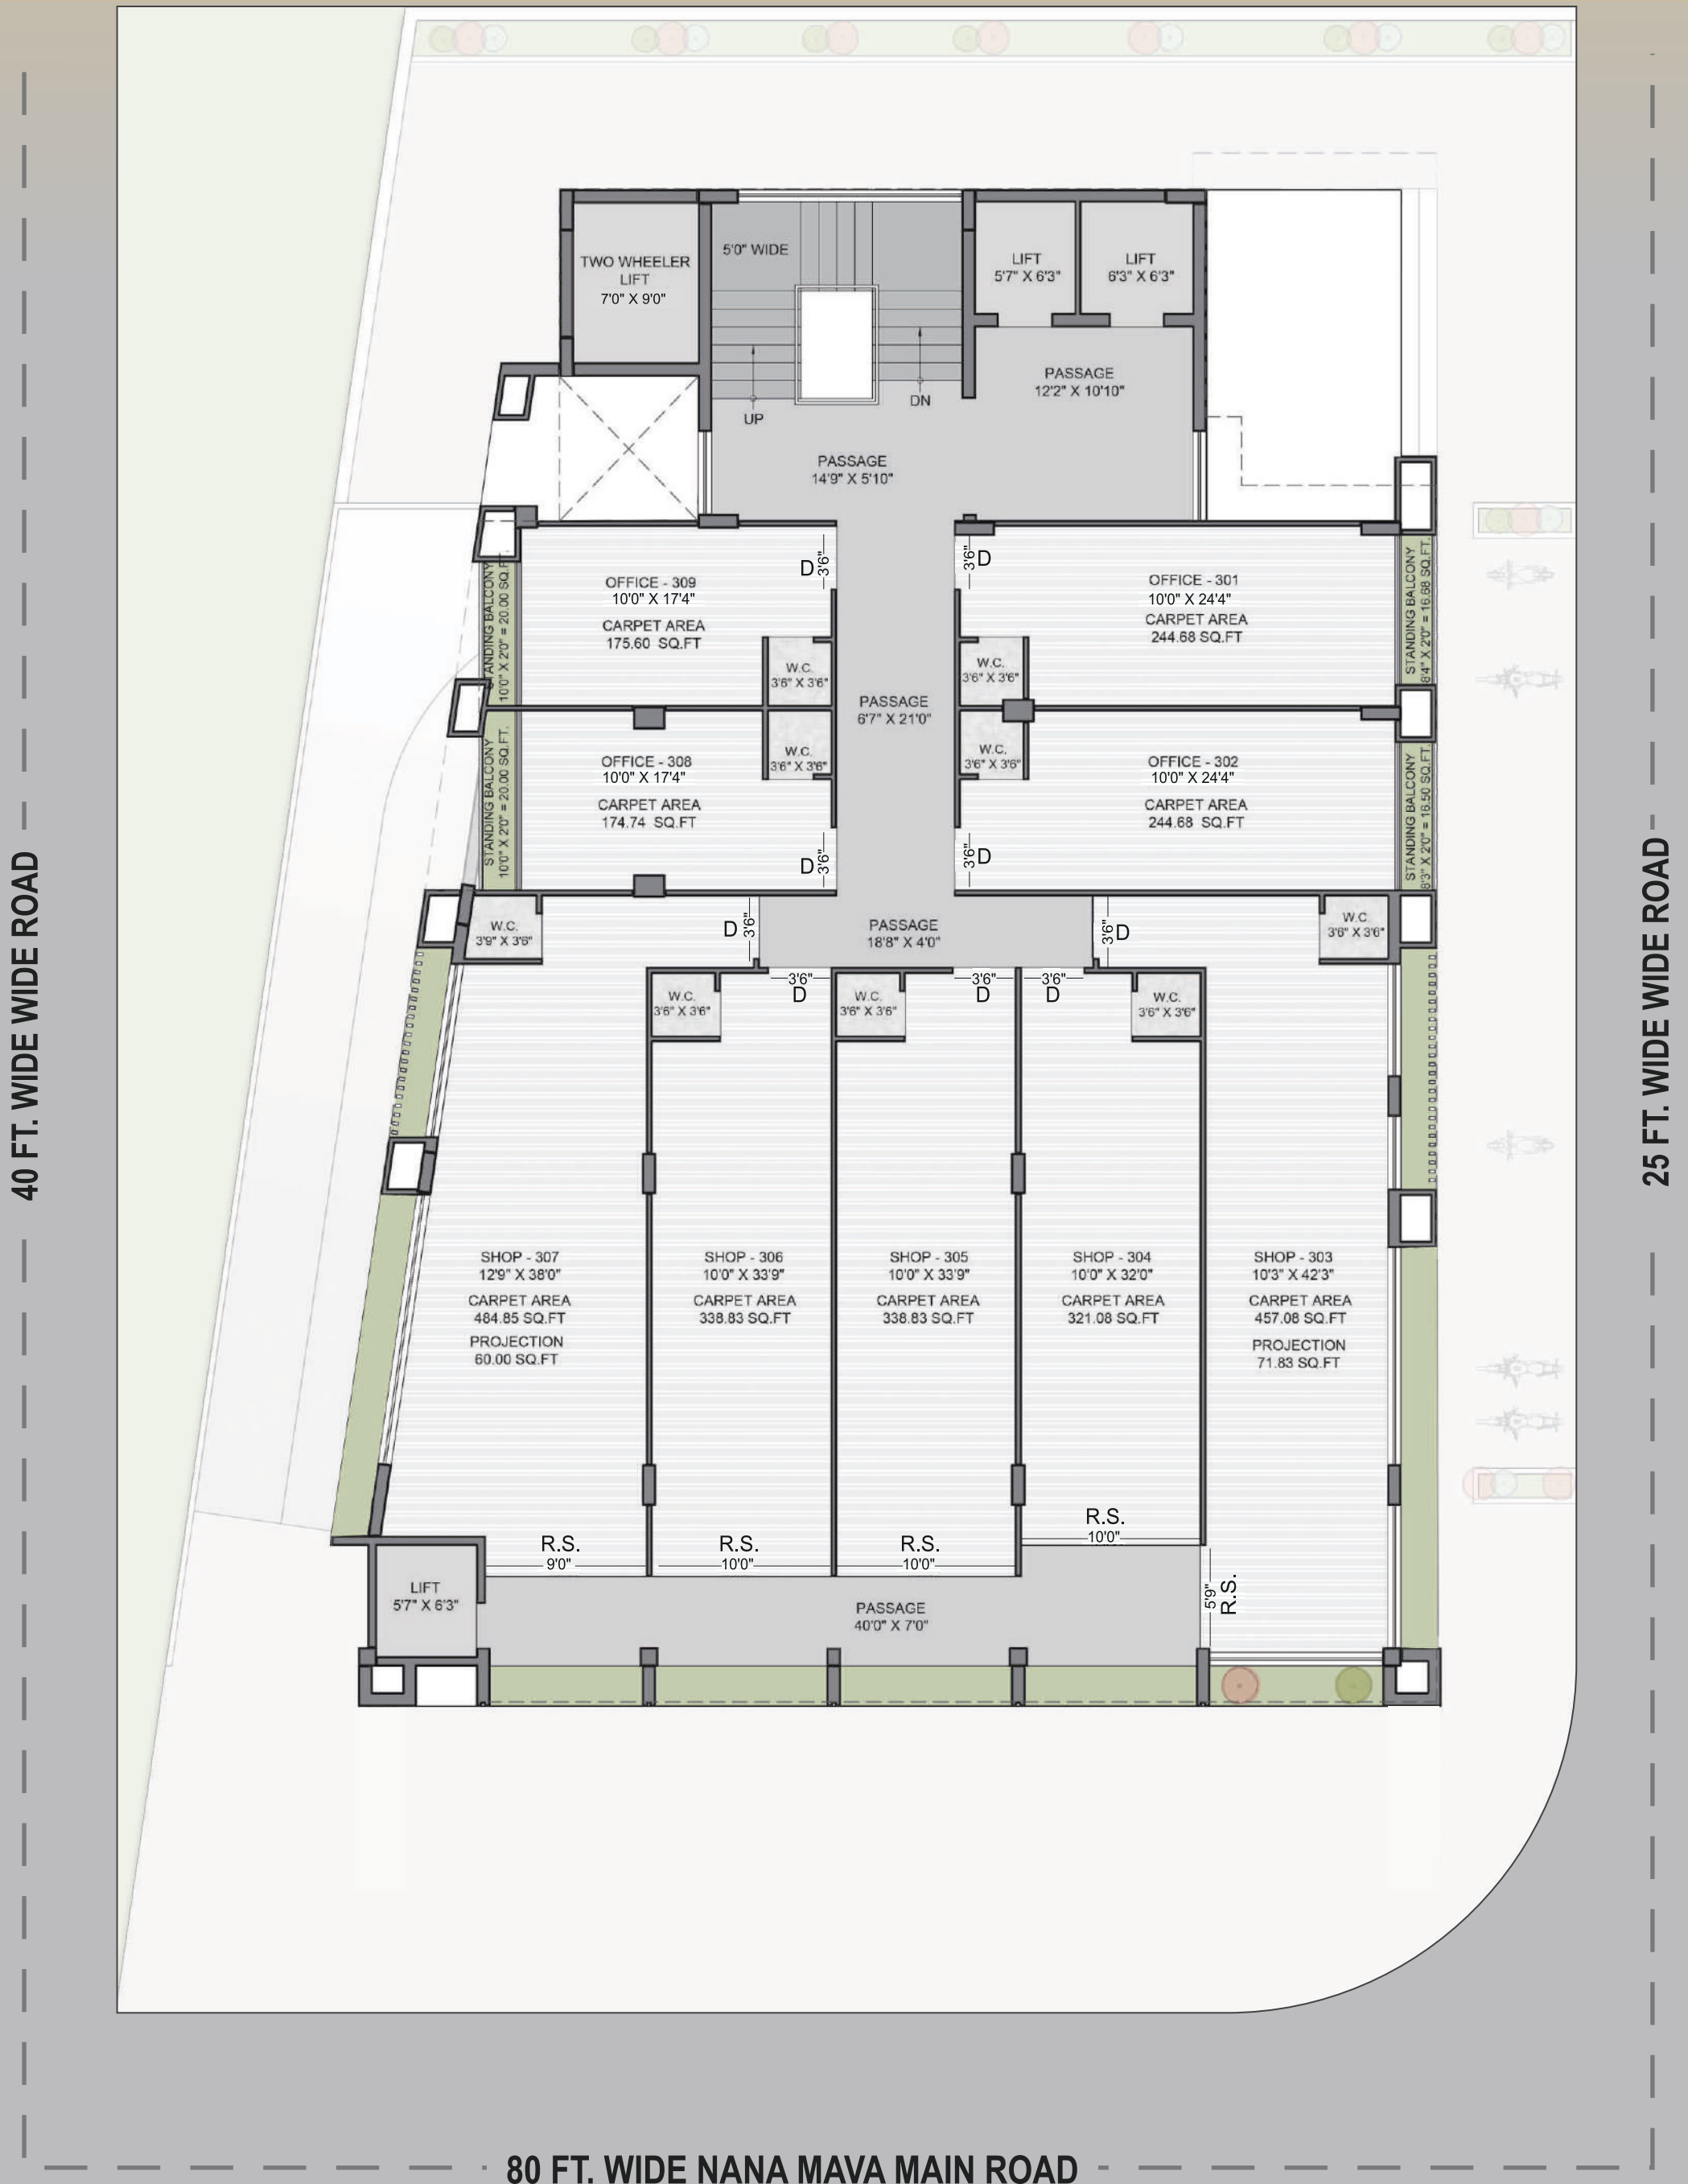 5'0" WIDE
TWO WHEELER
LIFT
7'0" X 9'0"
LIFT
5'7" X 6'3"
LIFT
6'3" X 6'3"
PASSAGE
12'2" X 10'10"
UP
DN
PASSAGE
14'9" X 5'10"
OFFICE - 309
10'0" X 17'4"
CARPET AREA
175.60 SQ.FT
D
3'6"
W.C.
3'6" X 3'6"
STANDING BALCONY
10'0" X 2'0" = 20.00 SQ.F
D
3'6"
OFFICE - 301
10'0" X 24'4"
CARPET AREA
244.68 SQ.FT
W.C.
3'6" X 3'6"
STANDING BALCONY
8'4" X 2'0" = 16.68 SQ.FT.
PASSAGE
6'7" X 21'0"
OFFICE - 308
10'0" X 17'4"
CARPET AREA
174.74 SQ.FT
W.C.
3'6" X 3'6"
D
3'6"
STANDING BALCONY
10'0" X 2'0" = 20.00 SQ.FT.
W.C.
3'6" X 3'6"
OFFICE - 302
10'0" X 24'4"
CARPET AREA
244.68 SQ.FT
D
3'6"
STANDING BALCONY
8'3" X 2'0" = 16.50 SQ.FT.
40 FT. WIDE WIDE ROAD
25 FT. WIDE WIDE ROAD
W.C.
3'9" X 3'6"
D
3'6"
PASSAGE
18'8" X 4'0"
3'6"
D
W.C.
3'6" X 3'6"
W.C.
3'6" X 3'6"
3'6"
D
W.C.
3'6" X 3'6"
3'6"
D
3'6"
D
W.C.
3'6" X 3'6"
SHOP - 307
12'9" X 38'0"
CARPET AREA
484.85 SQ.FT
PROJECTION
60.00 SQ.FT
SHOP - 306
10'0" X 33'9"
CARPET AREA
338.83 SQ.FT
SHOP - 305
10'0" X 33'9"
CARPET AREA
338.83 SQ.FT
SHOP - 304
10'0" X 32'0"
CARPET AREA
321.08 SQ.FT
SHOP - 303
10'3" X 42'3"
CARPET AREA
457.08 SQ.FT
PROJECTION
71.83 SQ.FT
R.S.
9'0"
R.S.
10'0"
R.S.
10'0"
R.S.
10'0"
5'9"
R.S.
LIFT
5'7" X 6'3"
PASSAGE
40'0" X 7'0"
80 FT. WIDE NANA MAVA MAIN ROAD